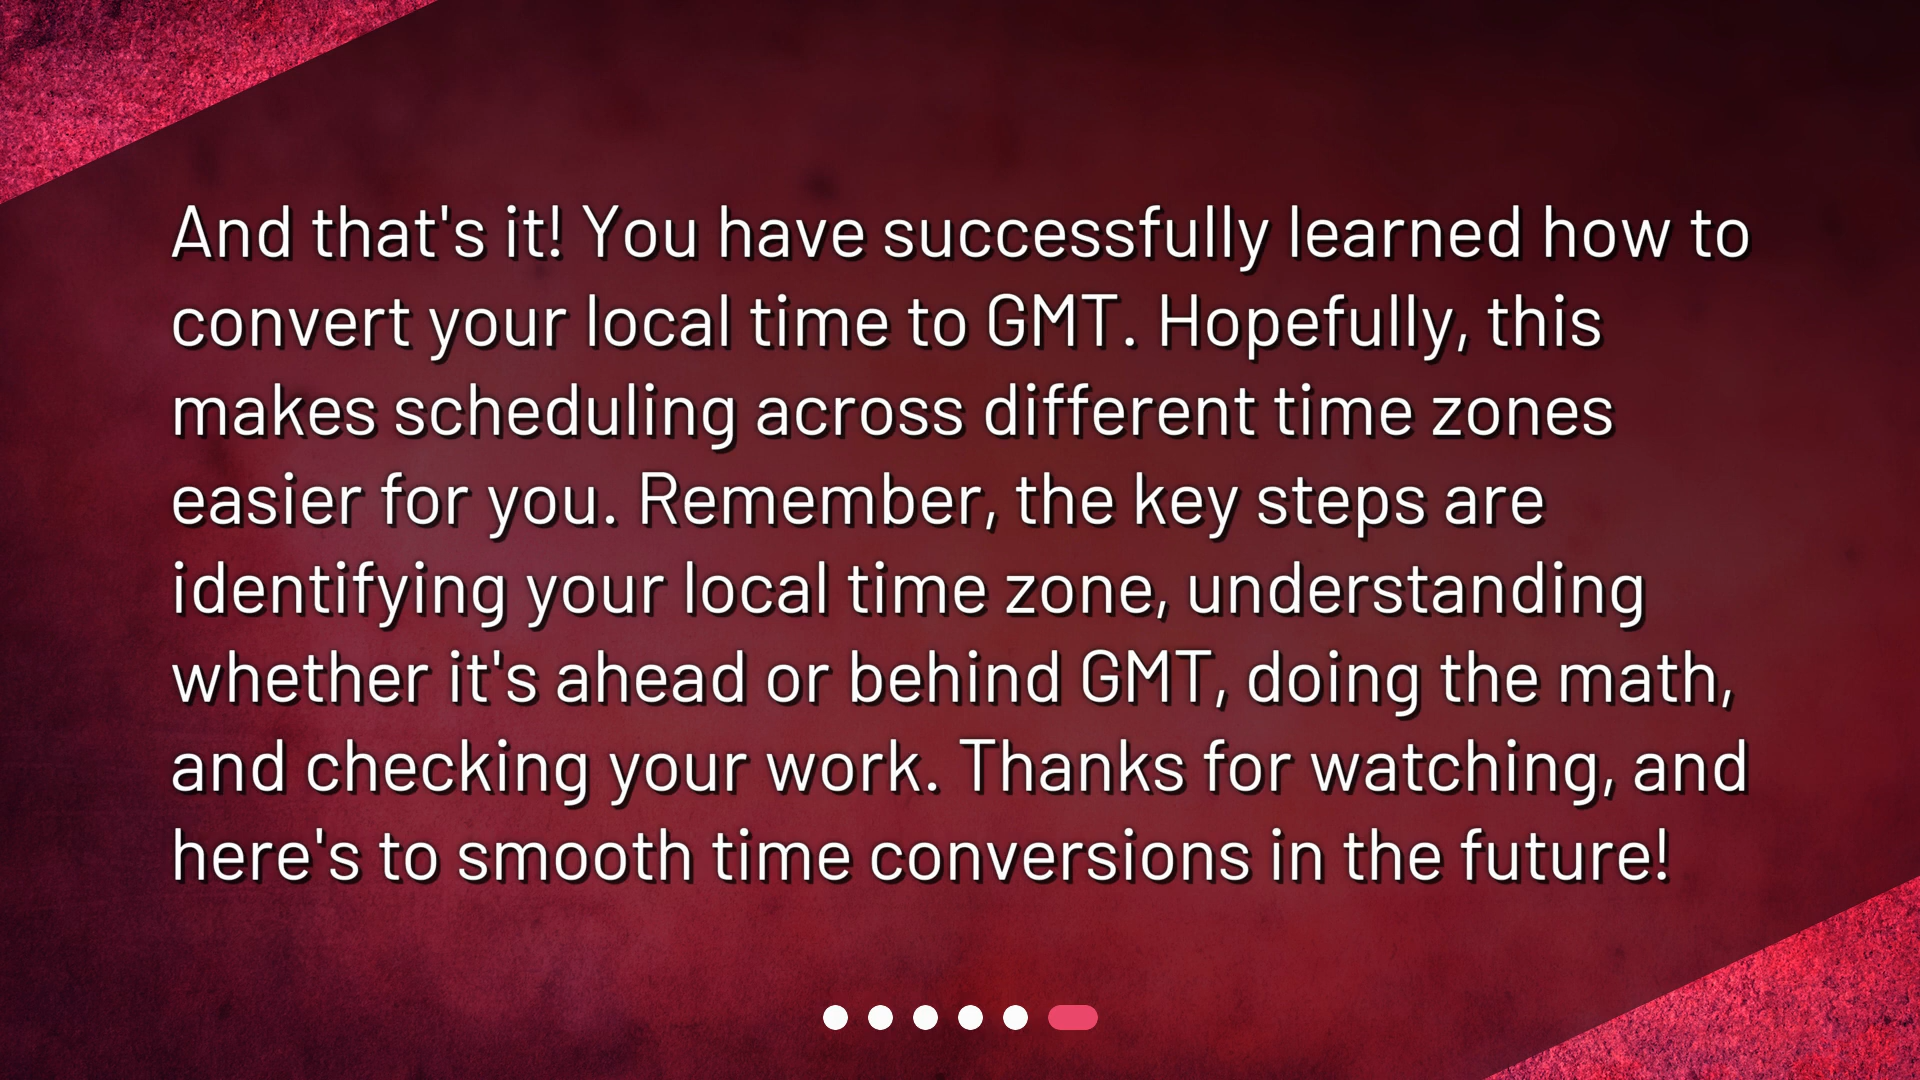 And that's it! You have successfully learned how to
convert your local time to GMT. Hopefully, this
makes scheduling across different time zones
easier for you. Remember, the key steps are
identifying your local time zone, understanding
whether it's ahead or behind GMT, doing the math,
and checking your work. Thanks for watching, and
here's to smooth time conversions in the future!